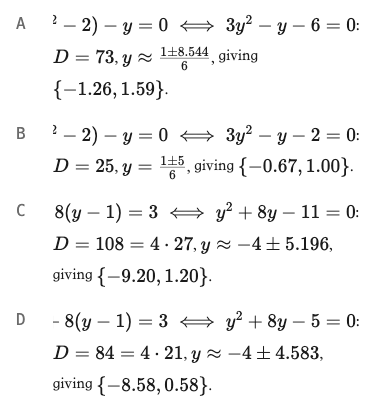 A ² − 2) − y = 0 ⟺ 3y² − y − 6 = 0:
D = 73, y ≈ (1±8.544)/6, giving
{−1.26, 1.59}.
B ² − 2) − y = 0 ⟺ 3y² − y − 2 = 0:
D = 25, y = (1±5)/6, giving {−0.67, 1.00}.
C 8(y − 1) = 3 ⟺ y² + 8y − 11 = 0:
D = 108 = 4 · 27, y ≈ −4 ± 5.196,
giving {−9.20, 1.20}.
D − 8(y − 1) = 3 ⟺ y² + 8y − 5 = 0:
D = 84 = 4 · 21, y ≈ −4 ± 4.583,
giving {−8.58, 0.58}.